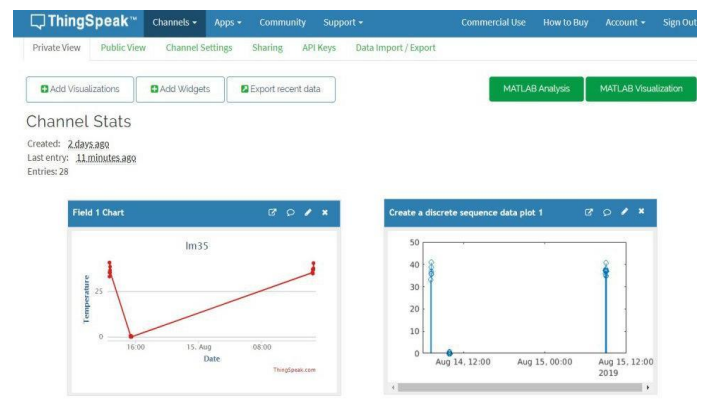 ThingSpeak™ Channels Apps Community Support Commercial Use How to Buy Account Sign Out
Private View Public View Channel Settings Sharing API Keys Data Import / Export
Add Visualizations Add Widgets Export recent data MATLAB Analysis MATLAB Visualization
Channel Stats
Created: 2 days ago
Last entry: 11 minutes ago
Entries: 28
Field 1 Chart
lm35
Temperature
25
0
16:00 15. Aug 08:00
Date
ThingSpeak.com
Create a discrete sequence data plot 1
50
40
30
20
10
0
Aug 14, 12:00 Aug 15, 00:00 Aug 15, 12:00
2019